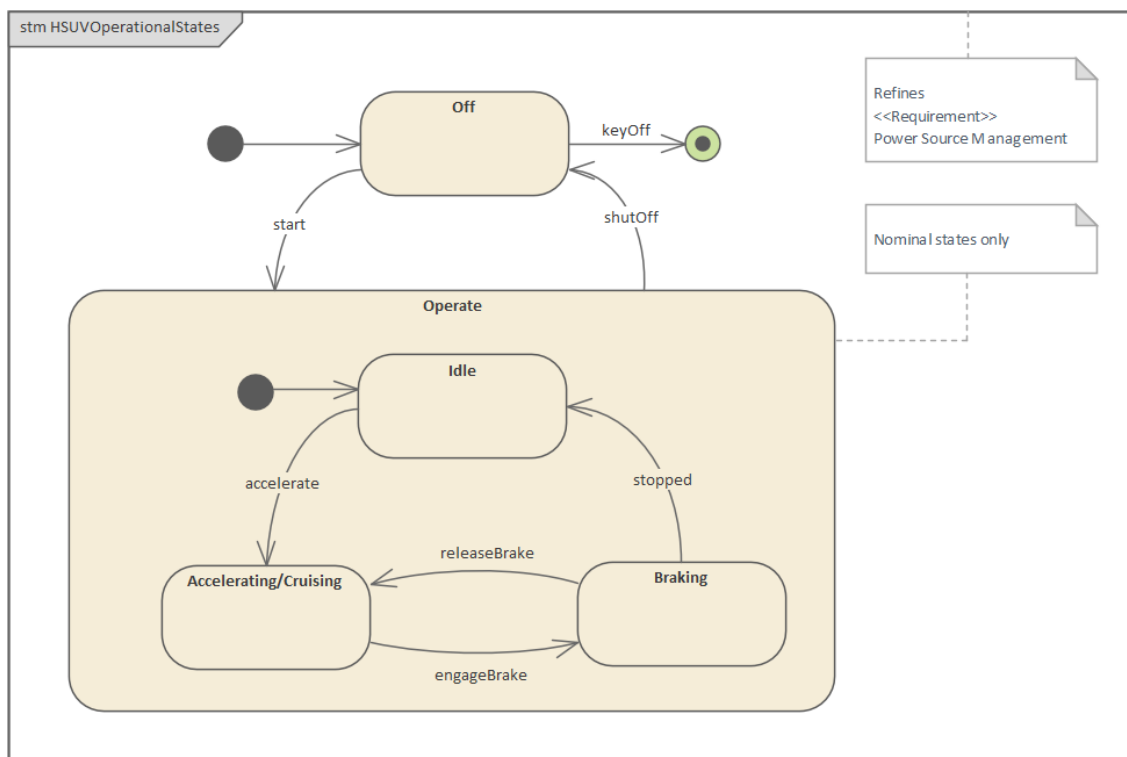 stm HSUVOperationalStates
Off
keyOff
Refines
<<Requirement>>
Power Source Management
start
shutOff
Nominal states only
Operate
Idle
accelerate
stopped
releaseBrake
Accelerating/Cruising
Braking
engageBrake